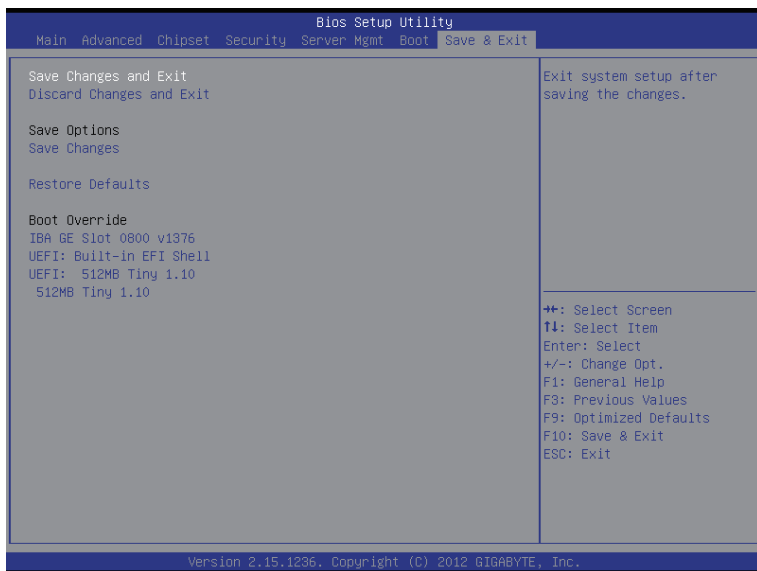 Bios Setup Utility
Main Advanced Chipset Security Server Mgmt Boot Save & Exit
Save Changes and Exit
Discard Changes and Exit
Save Options
Save Changes
Restore Defaults
Boot Override
IBA GE Slot 0800 v1376
UEFI: Built-in EFI Shell
UEFI: 512MB Tiny 1.10
512MB Tiny 1.10
Exit system setup after
saving the changes.
→←: Select Screen
↑↓: Select Item
Enter: Select
+/-: Change Opt.
F1: General Help
F3: Previous Values
F9: Optimized Defaults
F10: Save & Exit
ESC: Exit
Version 2.15.1236. Copyright (C) 2012 GIGABYTE, Inc.